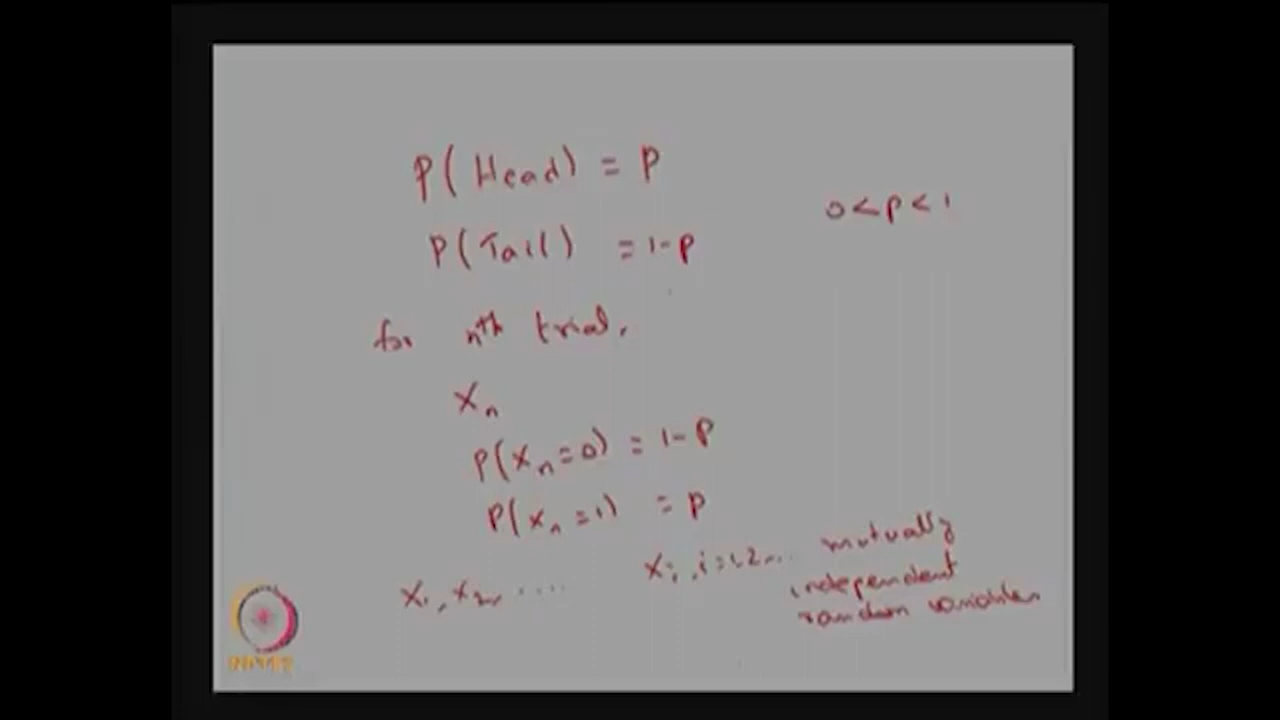 P(Head) = p
0 < p < 1
P(Tail) = 1-p
for nth trial,
Xn
P(Xn=0) = 1-p
P(Xn=1) = p
X1, X2, .... Xi, i=1,2... mutually
independent
random variables
NPTEL